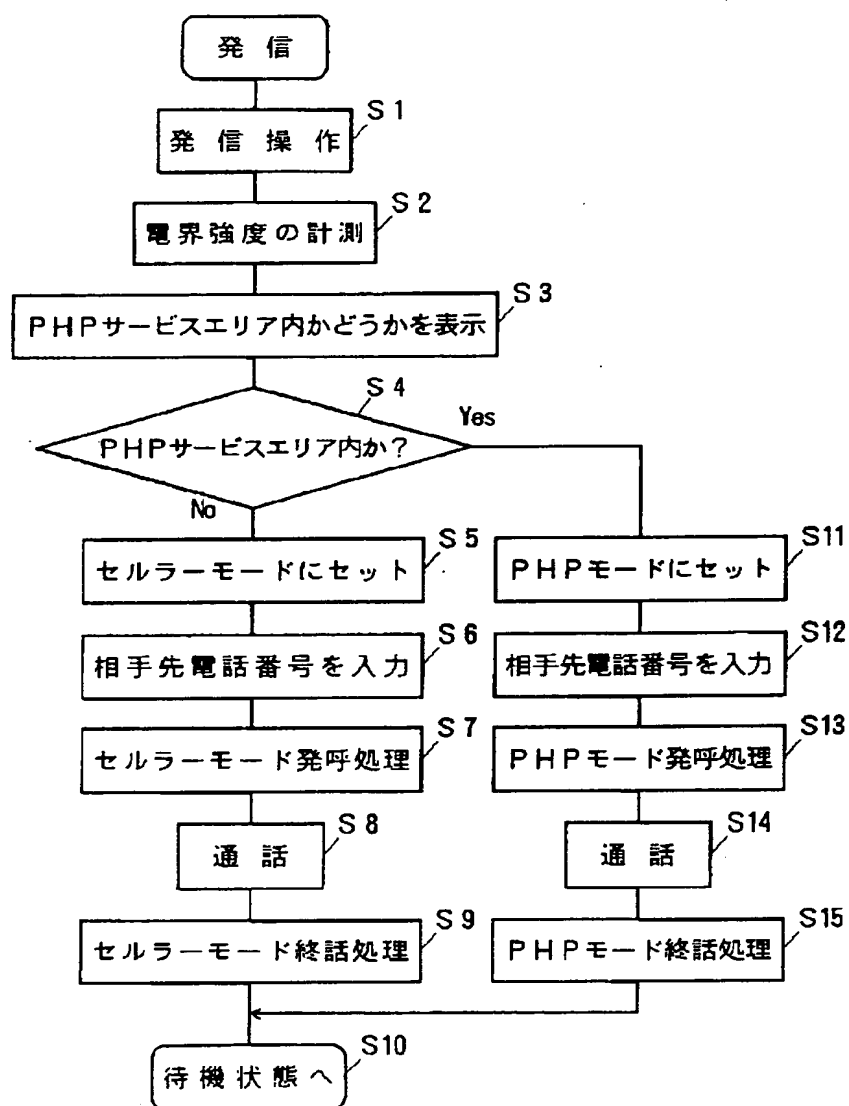 発信
S1
発信操作
S2
電界強度の計測
S3
PHPサービスエリア内かどうかを表示
S4
PHPサービスエリア内か?
Yes
No
S5
セルラーモードにセット
S6
相手先電話番号を入力
S7
セルラーモード発呼処理
S8
通話
S9
セルラーモード終話処理
S11
PHPモードにセット
S12
相手先電話番号を入力
S13
PHPモード発呼処理
S14
通話
S15
PHPモード終話処理
S10
待機状態へ